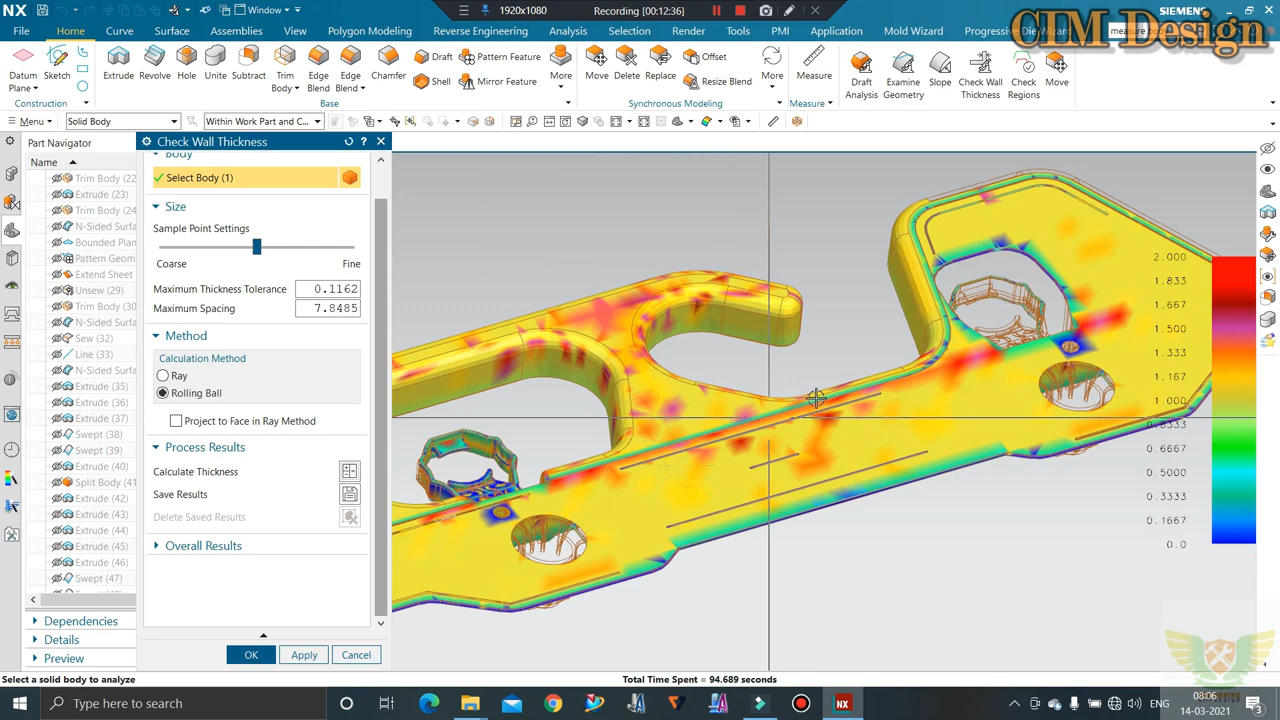 NX
Window
1920x1080
Recording [00:12:36]
SIEMENS
CIM Design
File
Home
Curve
Surface
Assemblies
View
Polygon Modeling
Reverse Engineering
Analysis
Selection
Render
Tools
PMI
Application
Mold Wizard
Progressive Die Wizard
measure body
Datum Plane
Sketch
Extrude
Revolve
Hole
Unite
Subtract
Trim Body
Edge Blend
Edge Blend
Chamfer
Draft
Shell
Pattern Feature
Mirror Feature
More
Move
Delete
Replace
Offset
Resize Blend
More
Measure
Draft Analysis
Examine Geometry
Slope
Check Wall Thickness
Check Regions
Move
Construction
Base
Synchronous Modeling
Measure
Menu
Solid Body
Within Work Part and C...
Part Navigator
Name
Trim Body (22
Extrude (23)
Trim Body (24
N-Sided Surfa
Bounded Plan
Pattern Geom
Extend Sheet
Unsew (29)
Trim Body (30
N-Sided Surfa
Sew (32)
Line (33)
N-Sided Surfa
Extrude (35)
Extrude (36)
Extrude (37)
Swept (38)
Swept (39)
Extrude (40)
Split Body (41
Extrude (42)
Extrude (43)
Extrude (44)
Extrude (45)
Extrude (46)
Swept (47)
Dependencies
Details
Preview
Check Wall Thickness
Body
Select Body (1)
Size
Sample Point Settings
Coarse
Fine
Maximum Thickness Tolerance
0.1162
Maximum Spacing
7.8485
Method
Calculation Method
Ray
Rolling Ball
Project to Face in Ray Method
Process Results
Calculate Thickness
Save Results
Delete Saved Results
Overall Results
OK
Apply
Cancel
2.000
1.833
1.667
1.500
1.333
1.167
1.000
0.8333
0.6667
0.5000
0.3333
0.1667
0.0
Select a solid body to analyze
Total Time Spent = 94.689 seconds
Type here to search
ENG
08:06
14-03-2021
3